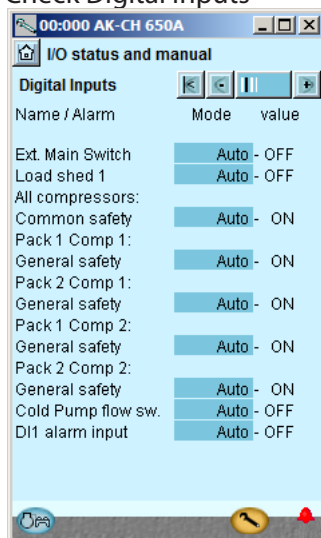 Check Digital Inputs
00:000 AK-CH 650A
I/O status and manual
Digital Inputs
Name / Alarm Mode value
Ext. Main Switch Auto - OFF
Load shed 1 Auto - OFF
All compressors:
Common safety Auto - ON
Pack 1 Comp 1:
General safety Auto - ON
Pack 2 Comp 1:
General safety Auto - ON
Pack 1 Comp 2:
General safety Auto - ON
Pack 2 Comp 2:
General safety Auto - ON
Cold Pump flow sw. Auto - OFF
DI1 alarm input Auto - OFF